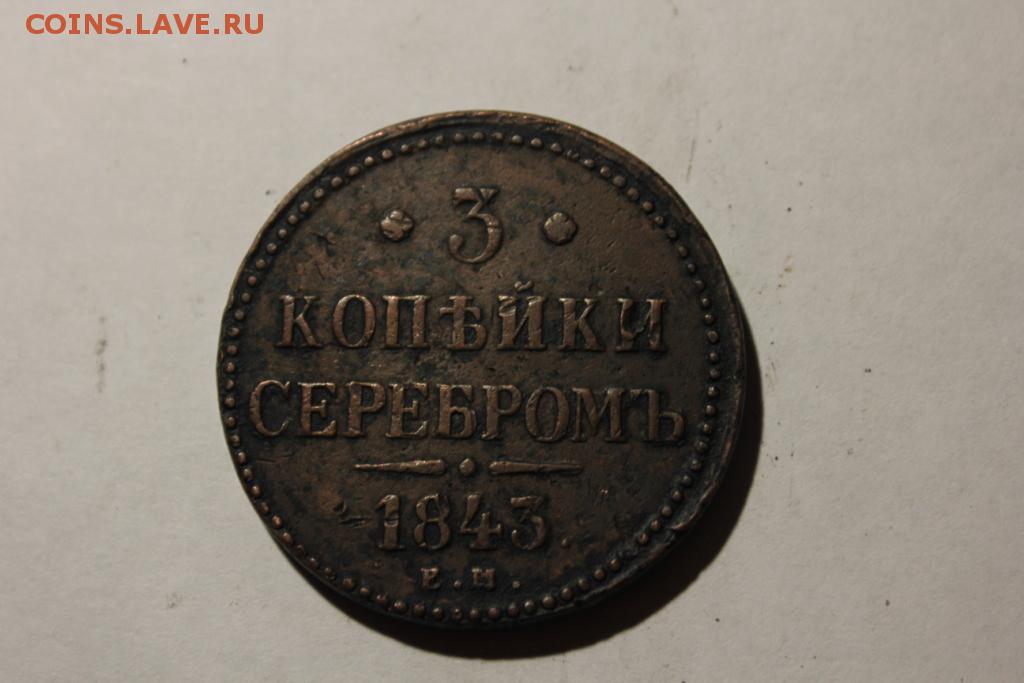 COINS.LAVE.RU
3
КОПѢЙКИ
СЕРЕБРОМЪ
1843.
Е.М.